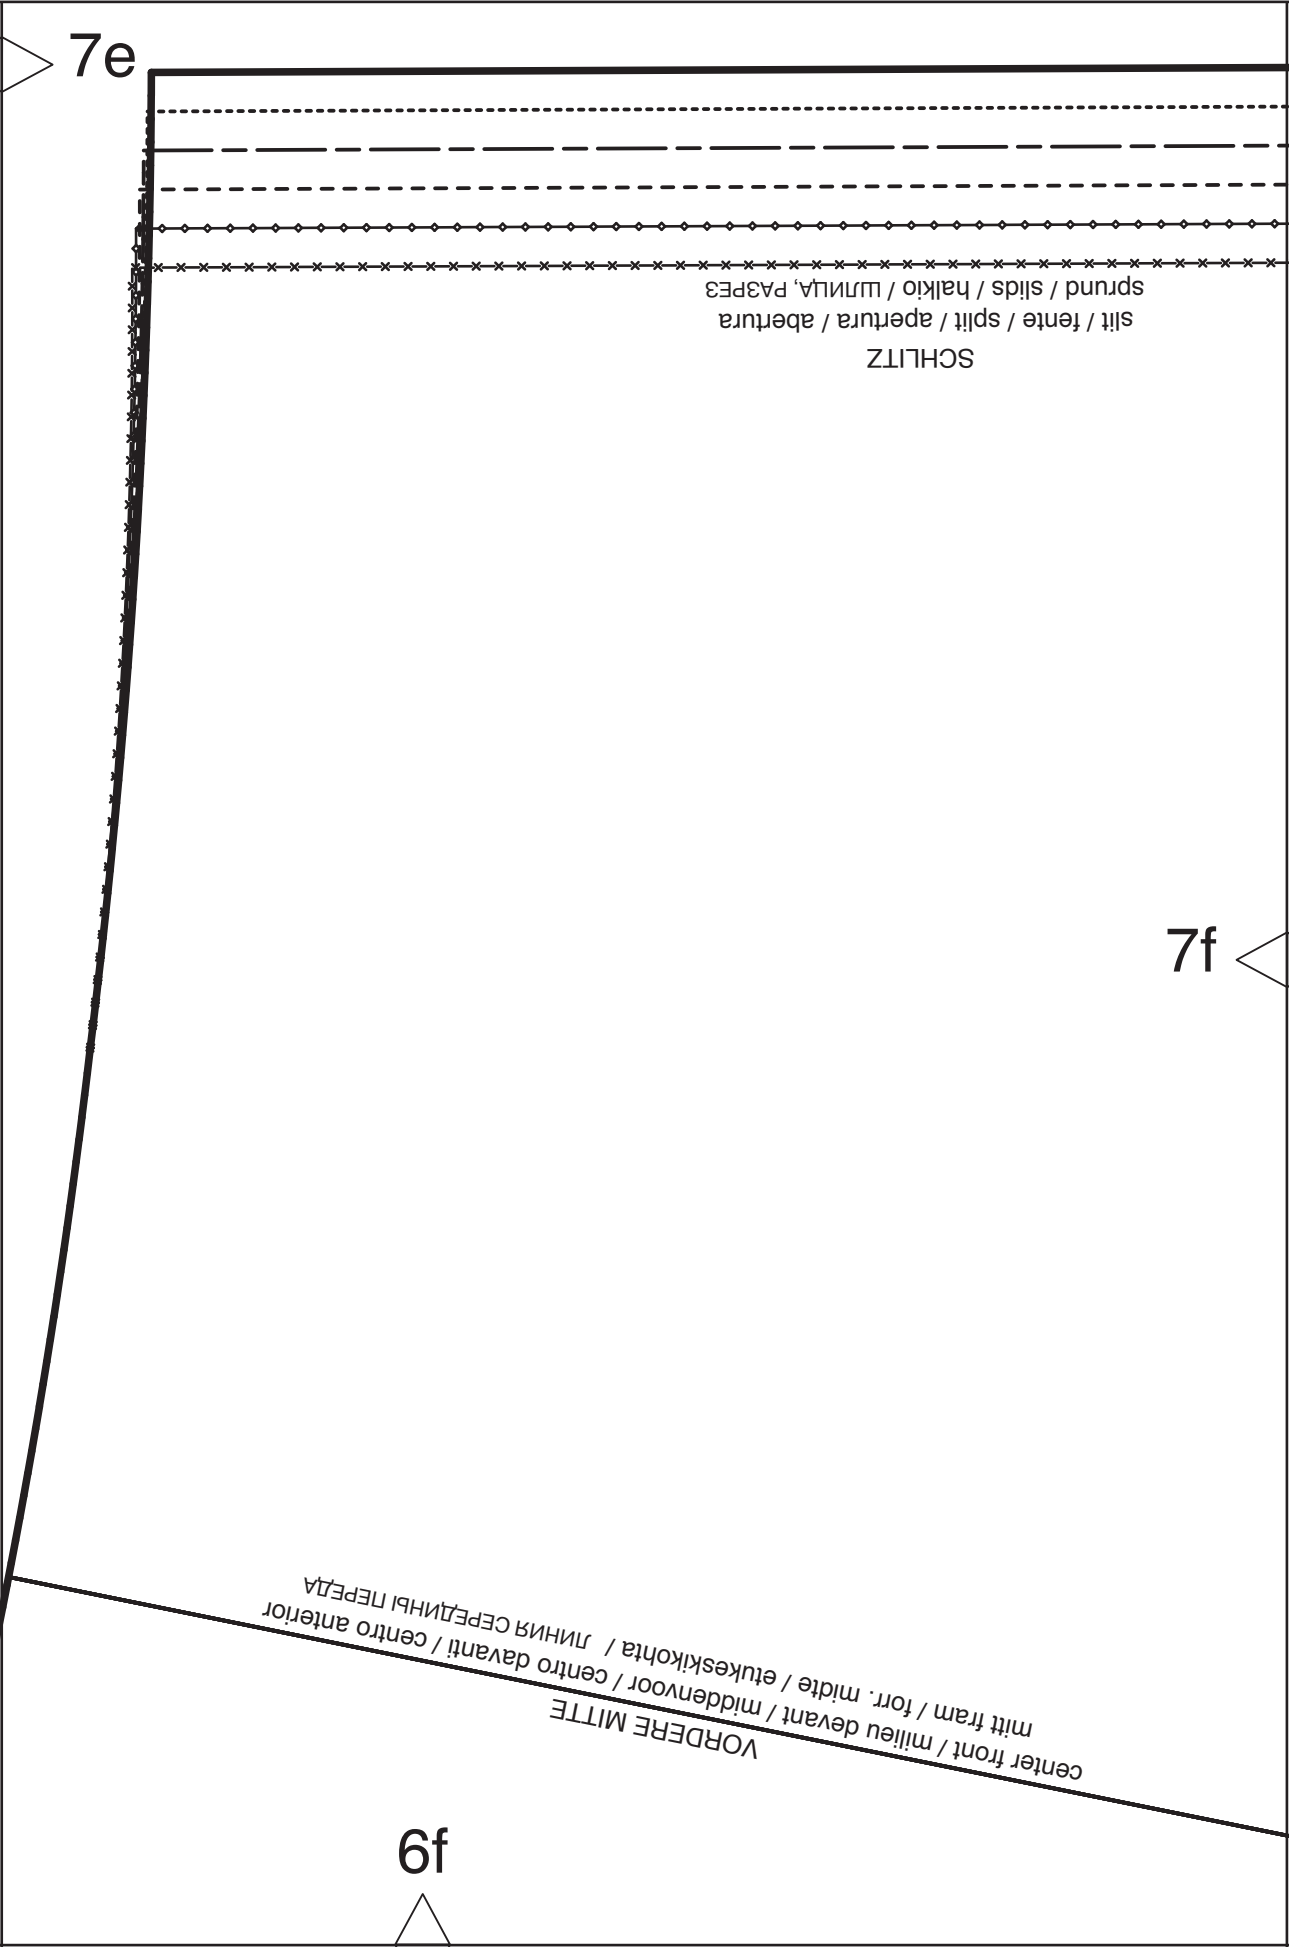 7e
SCHLITZ
slit / fente / split / apertura / abertura
sprund / slids / halkio / ШЛИЦА, РАЗРЕЗ
7f
VORDERE MITTE
center front / milieu devant / middenvoor / centro davanti / centro anterior
mitt fram / forr. midte / etukeskikohta / ЛИНИЯ СЕРЕДИНЫ ПЕРЕДА
6f